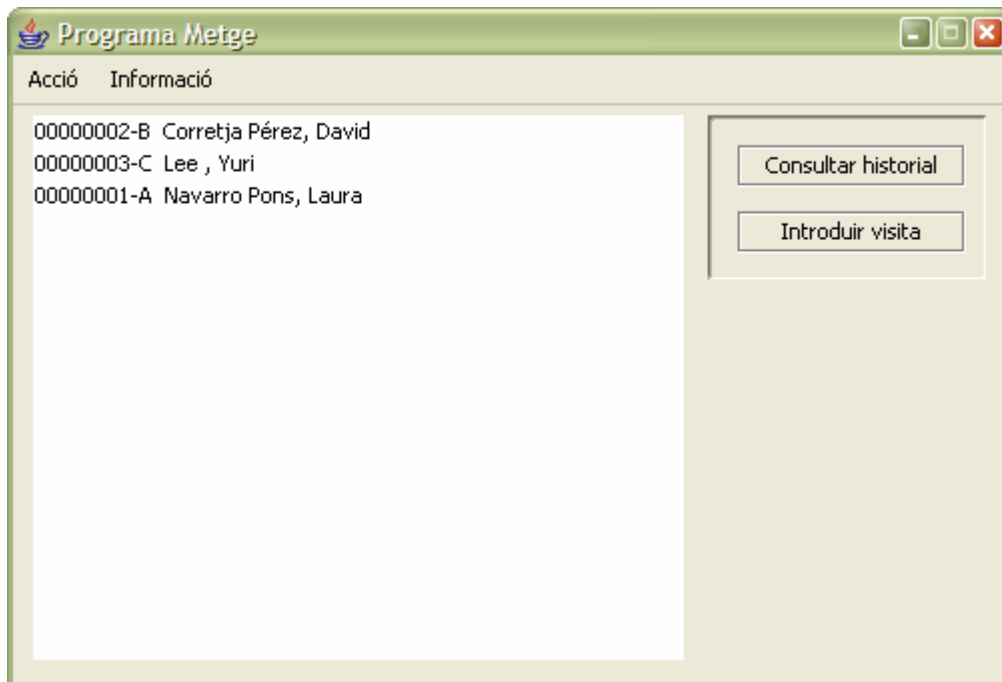 Programa Metge
Acció Informació
00000002-B Corretja Pérez, David
00000003-C Lee , Yuri
00000001-A Navarro Pons, Laura
Consultar historial
Introduir visita